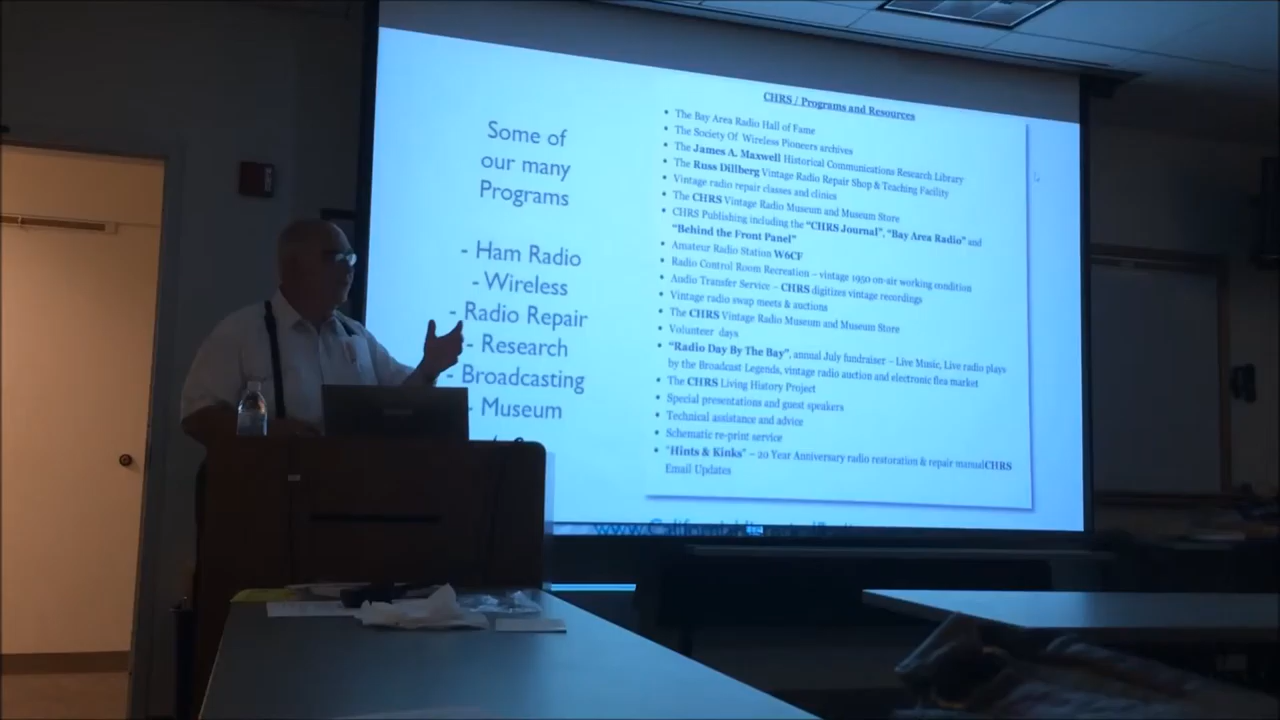 Some of
our many
Programs
- Ham Radio
- Wireless
- Radio Repair
- Research
- Broadcasting
- Museum
CHRS / Programs and Resources
• The Bay Area Radio Hall of Fame
• The Society Of Wireless Pioneers archives
• The James A. Maxwell Historical Communications Research Library
• The Russ Dillberg Vintage Radio Repair Shop & Teaching Facility
• Vintage radio repair classes and clinics
• The CHRS Vintage Radio Museum and Museum Store
• CHRS Publishing including the "CHRS Journal", "Bay Area Radio" and
"Behind the Front Panel"
• Amateur Radio Station W6CF
• Radio Control Room Recreation – vintage 1950 on-air working condition
• Audio Transfer Service – CHRS digitizes vintage recordings
• Vintage radio swap meets & auctions
• The CHRS Vintage Radio Museum and Museum Store
• Volunteer days
• "Radio Day By The Bay", annual July fundraiser – Live Music, Live radio plays
by the Broadcast Legends, vintage radio auction and electronic flea market
• The CHRS Living History Project
• Special presentations and guest speakers
• Technical assistance and advice
• Schematic re-print service
• "Hints & Kinks" – 20 Year Anniversary radio restoration & repair manualCHRS
Email Updates